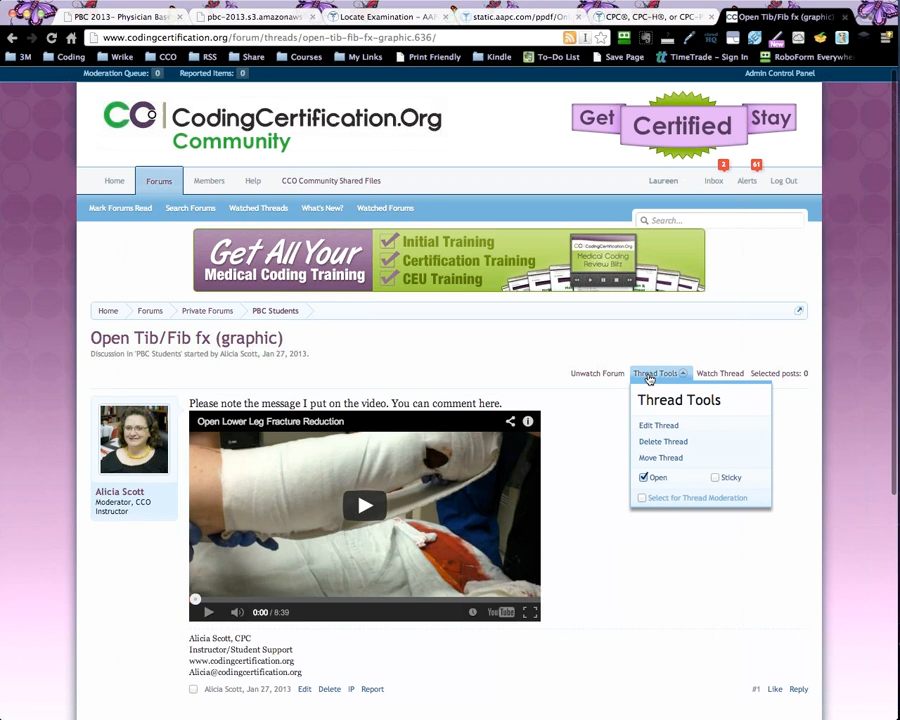 PBC 2013– Physician Base
pbc-2013.s3.amazonaws
Locate Examination – AA
static.aapc.com/ppdf/On
CPC®, CPC-H®, or CPC-
Open Tib/Fib fx (graphic)
www.codingcertification.org/forum/threads/open-tib-fib-fx-graphic.636/
3M Coding Wrike CCO RSS Share Courses My Links Print Friendly Kindle To-Do List Save Page TimeTrade – Sign In RoboForm Everywhe
Moderation Queue: 0 Reported Items: 0 Admin Control Panel
CO | CodingCertification.Org
Community
Get Certified Stay
Home Forums Members Help CCO Community Shared Files Laureen Inbox 2 Alerts 61 Log Out
Mark Forums Read Search Forums Watched Threads What's New? Watched Forums
Search...
Get All Your
Medical Coding Training
Initial Training
Certification Training
CEU Training
CodingCertification.Org
Medical Coding
Review Blitz
Home Forums Private Forums PBC Students
Open Tib/Fib fx (graphic)
Discussion in 'PBC Students' started by Alicia Scott, Jan 27, 2013.
Unwatch Forum Thread Tools Watch Thread Selected posts: 0
Thread Tools
Edit Thread
Delete Thread
Move Thread
Open Sticky
Select for Thread Moderation
Please note the message I put on the video. You can comment here.
Open Lower Leg Fracture Reduction
Alicia Scott
Moderator, CCO
Instructor
0:00 / 8:39 YouTube
Alicia Scott, CPC
Instructor/Student Support
www.codingcertification.org
Alicia@codingcertification.org
Alicia Scott, Jan 27, 2013 Edit Delete IP Report #1 Like Reply